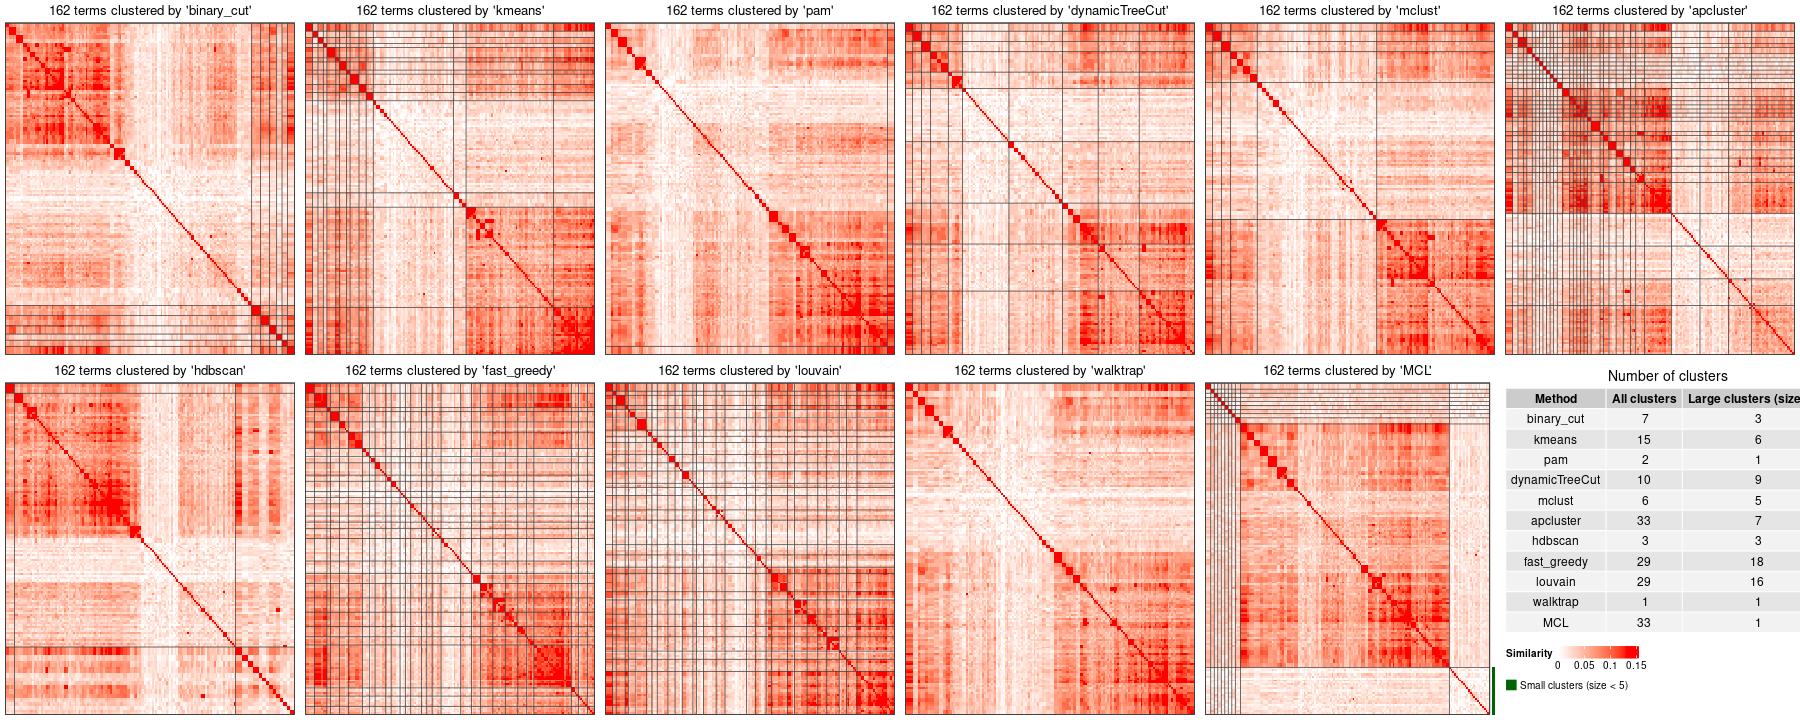 162 terms clustered by 'binary_cut'
162 terms clustered by 'kmeans'
162 terms clustered by 'pam'
162 terms clustered by 'dynamicTreeCut'
162 terms clustered by 'mclust'
162 terms clustered by 'apcluster'
162 terms clustered by 'hdbscan'
162 terms clustered by 'fast_greedy'
162 terms clustered by 'louvain'
162 terms clustered by 'walktrap'
162 terms clustered by 'MCL'
Number of clusters
Method All clusters Large clusters (size
binary_cut 7 3
kmeans 15 6
pam 2 1
dynamicTreeCut 10 9
mclust 6 5
apcluster 33 7
hdbscan 3 3
fast_greedy 29 18
louvain 29 16
walktrap 1 1
MCL 33 1
Similarity
0 0.05 0.1 0.15
Small clusters (size < 5)